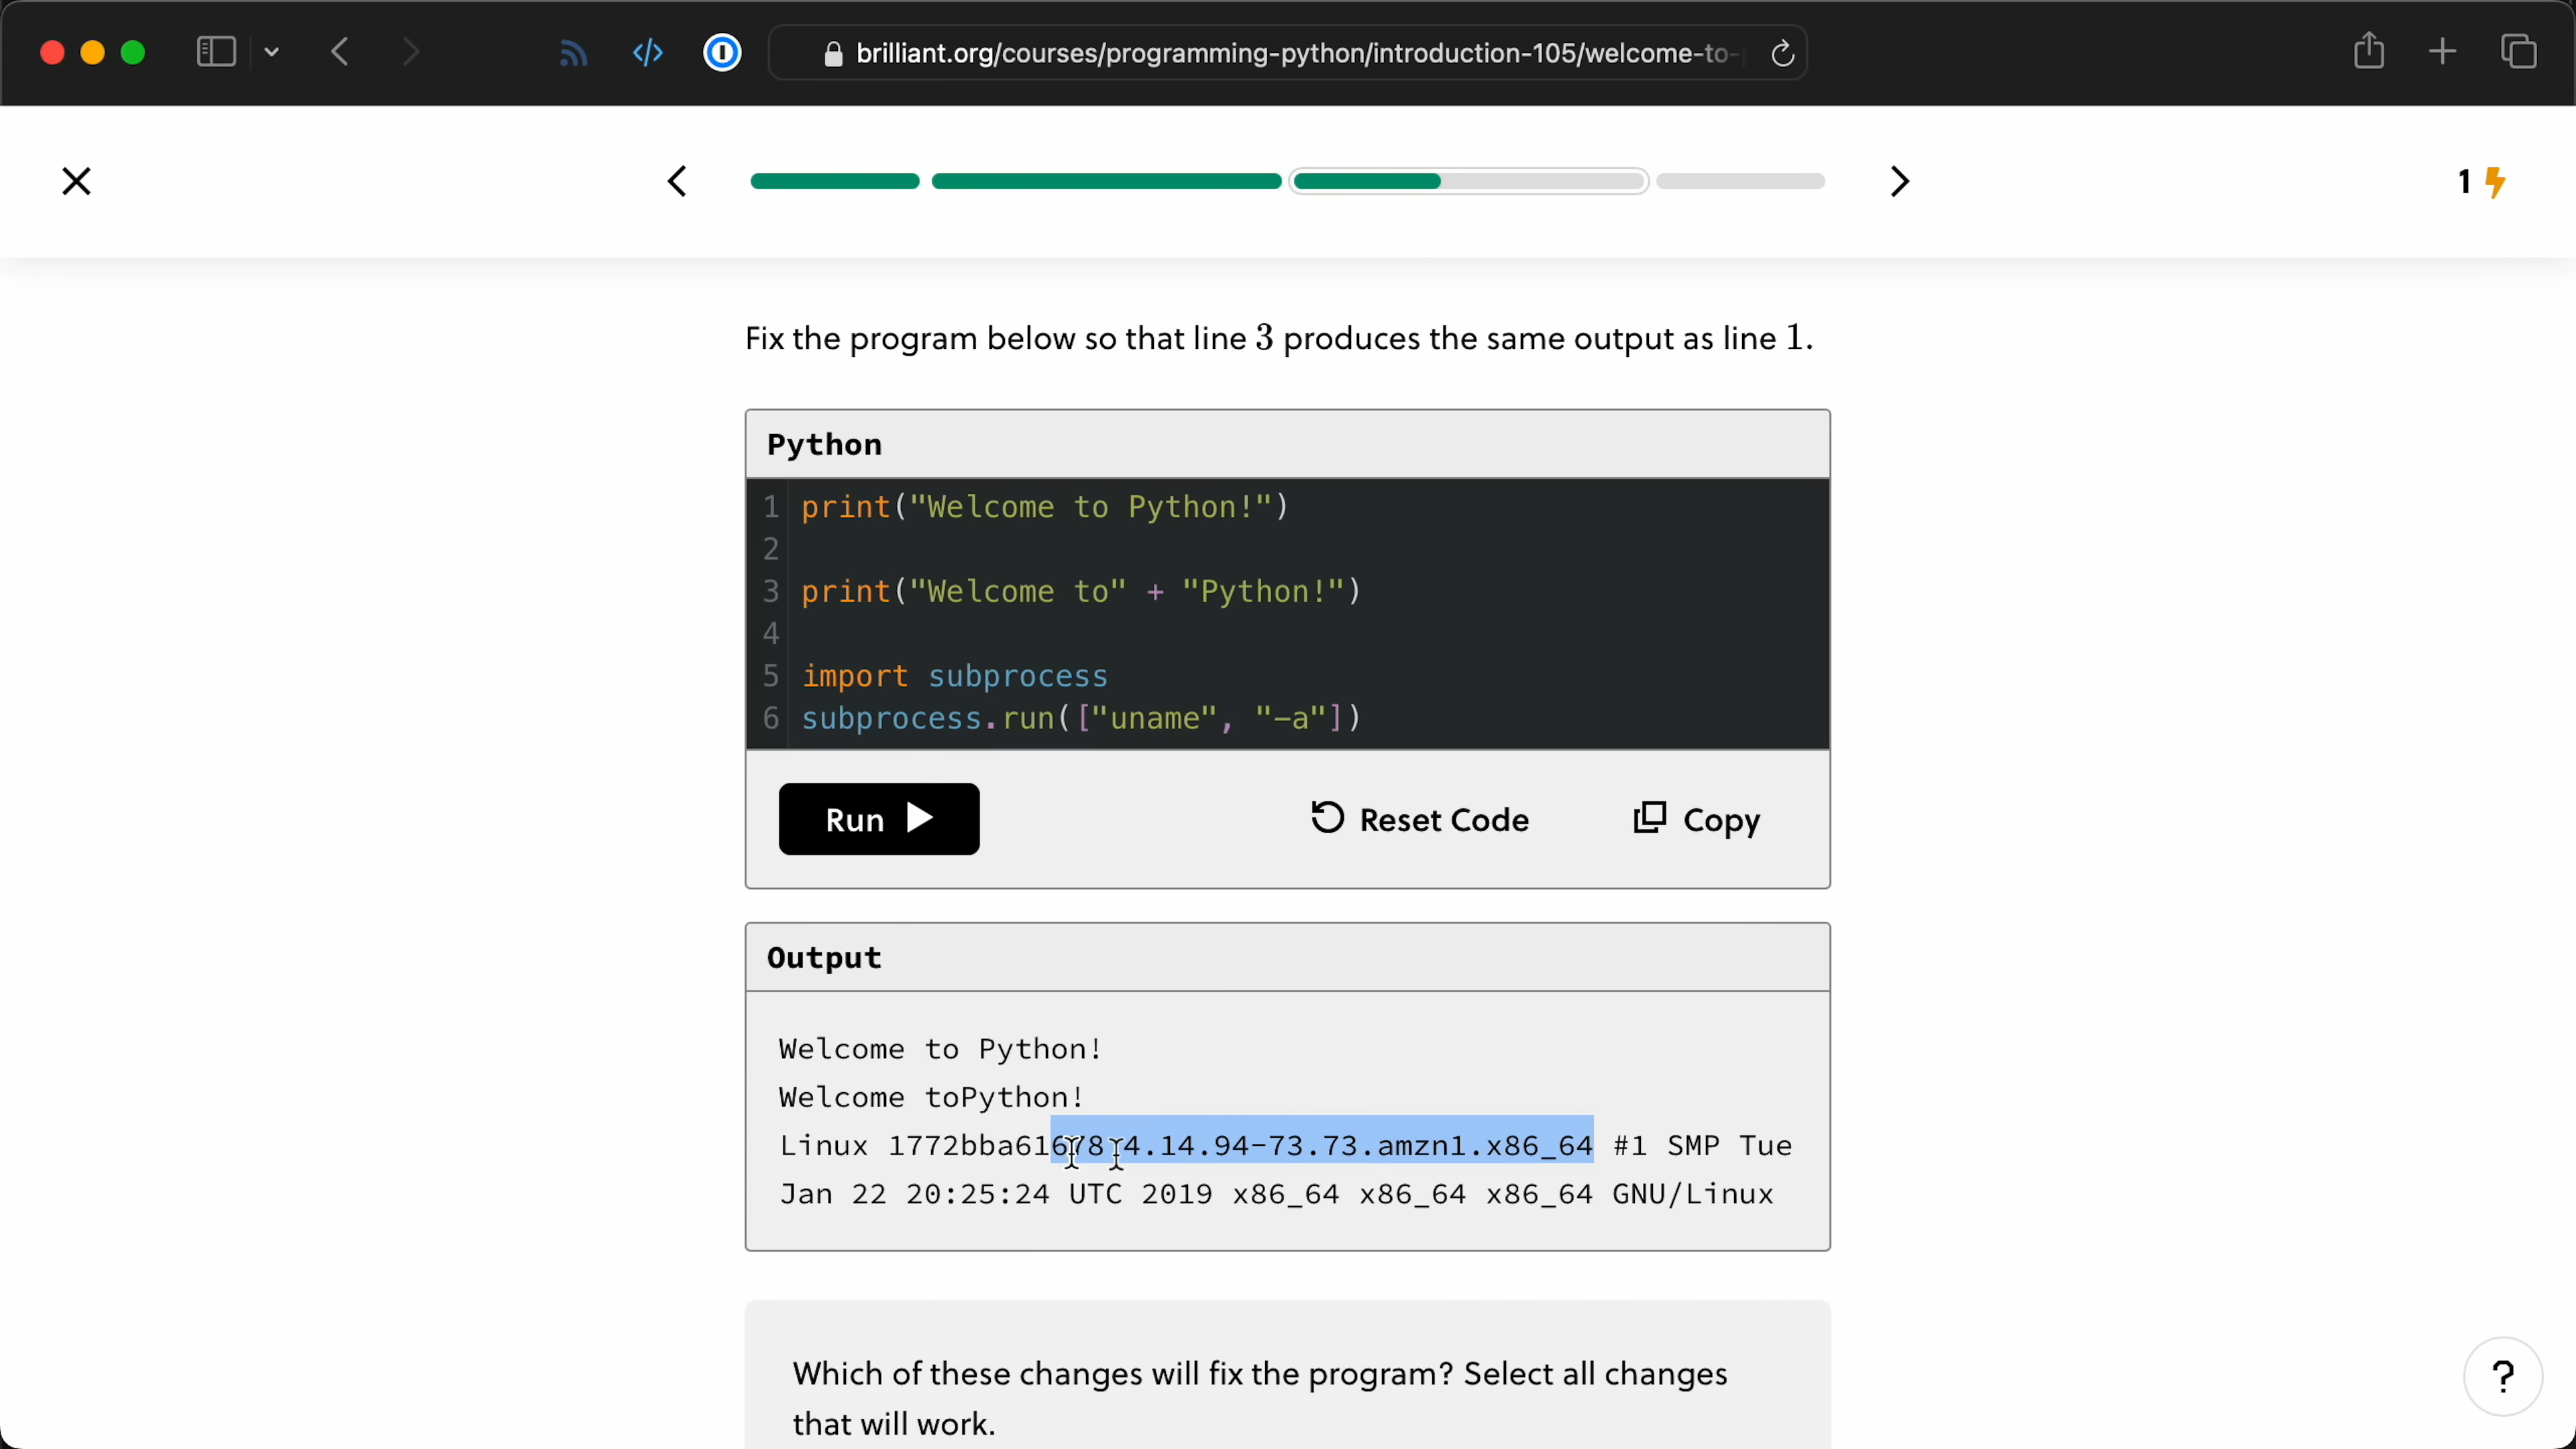 brilliant.org/courses/programming-python/introduction-105/welcome-to-
1
Fix the program below so that line 3 produces the same output as line 1.
Python
1 print("Welcome to Python!")
2
3 print("Welcome to" + "Python!")
4
5 import subprocess
6 subprocess.run(["uname", "-a"])
Run
Reset Code
Copy
Output
Welcome to Python!
Welcome toPython!
Linux 1772bba61678 4.14.94-73.73.amzn1.x86_64 #1 SMP Tue
Jan 22 20:25:24 UTC 2019 x86_64 x86_64 x86_64 GNU/Linux
Which of these changes will fix the program? Select all changes
that will work.
?